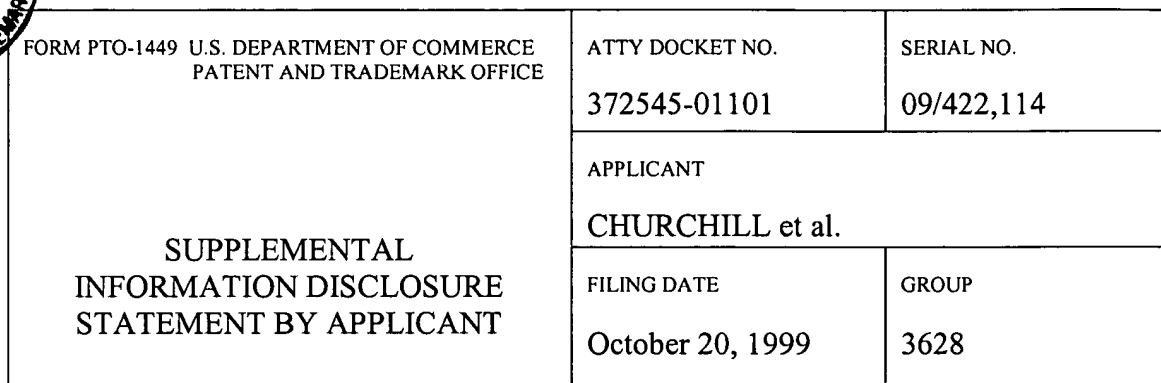 FORM PTO-1449 U.S. DEPARTMENT OF COMMERCE
PATENT AND TRADEMARK OFFICE
SUPPLEMENTAL
INFORMATION DISCLOSURE
STATEMENT BY APPLICANT
ATTY DOCKET NO.
372545-01101
SERIAL NO.
09/422,114
APPLICANT
CHURCHILL et al.
FILING DATE
October 20, 1999
GROUP
3628